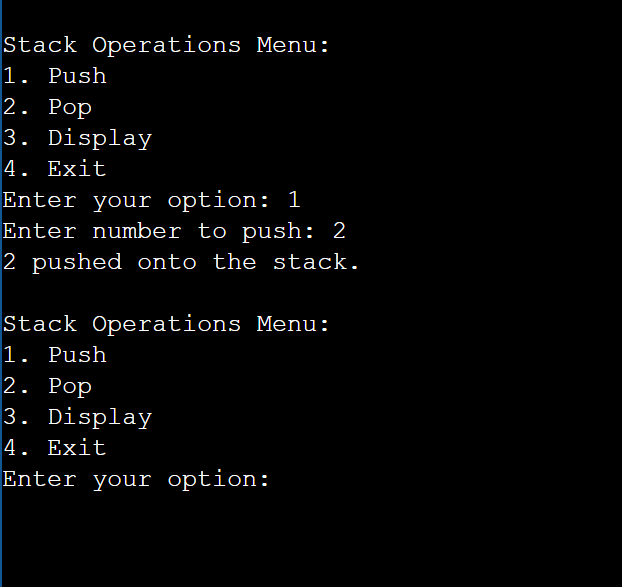 Stack Operations Menu:
1. Push
2. Pop
3. Display
4. Exit
Enter your option: 1
Enter number to push: 2
2 pushed onto the stack.

Stack Operations Menu:
1. Push
2. Pop
3. Display
4. Exit
Enter your option: